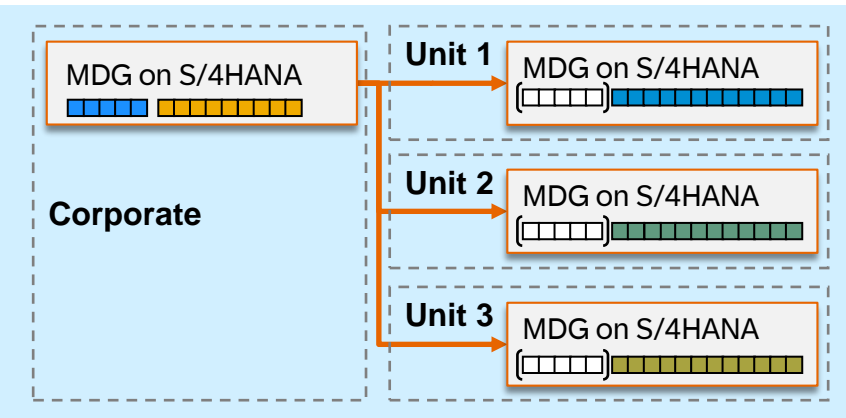 MDG on S/4HANA
Corporate
Unit 1
MDG on S/4HANA
Unit 2
MDG on S/4HANA
Unit 3
MDG on S/4HANA